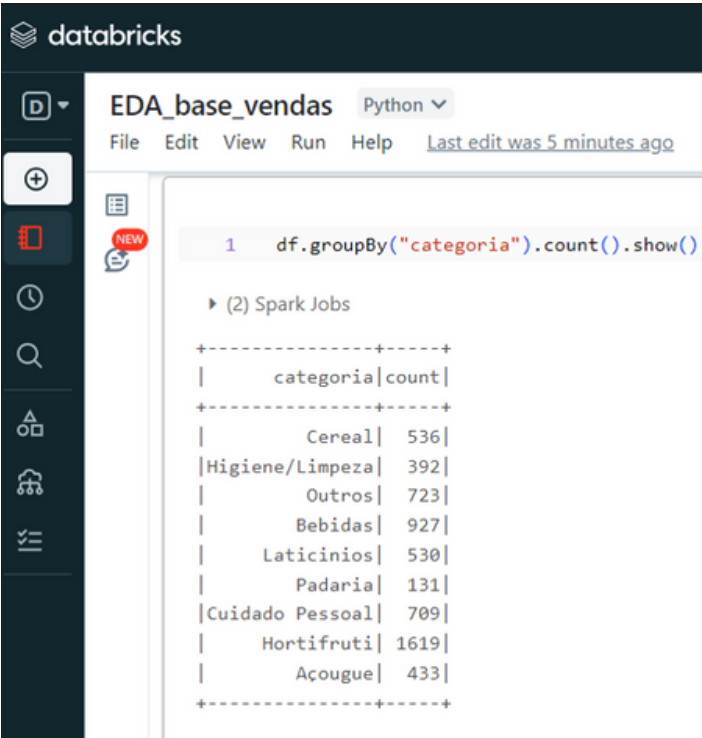 databricks
D
EDA_base_vendas Python
File Edit View Run Help Last edit was 5 minutes ago
NEW
1 df.groupBy("categoria").count().show()
(2) Spark Jobs
+---------------+-----+
|      categoria|count|
+---------------+-----+
|         Cereal|  536|
|Higiene/Limpeza|  392|
|         Outros|  723|
|        Bebidas|  927|
|     Laticinios|  530|
|        Padaria|  131|
|Cuidado Pessoal|  709|
|     Hortifruti| 1619|
|        Açougue|  433|
+---------------+-----+